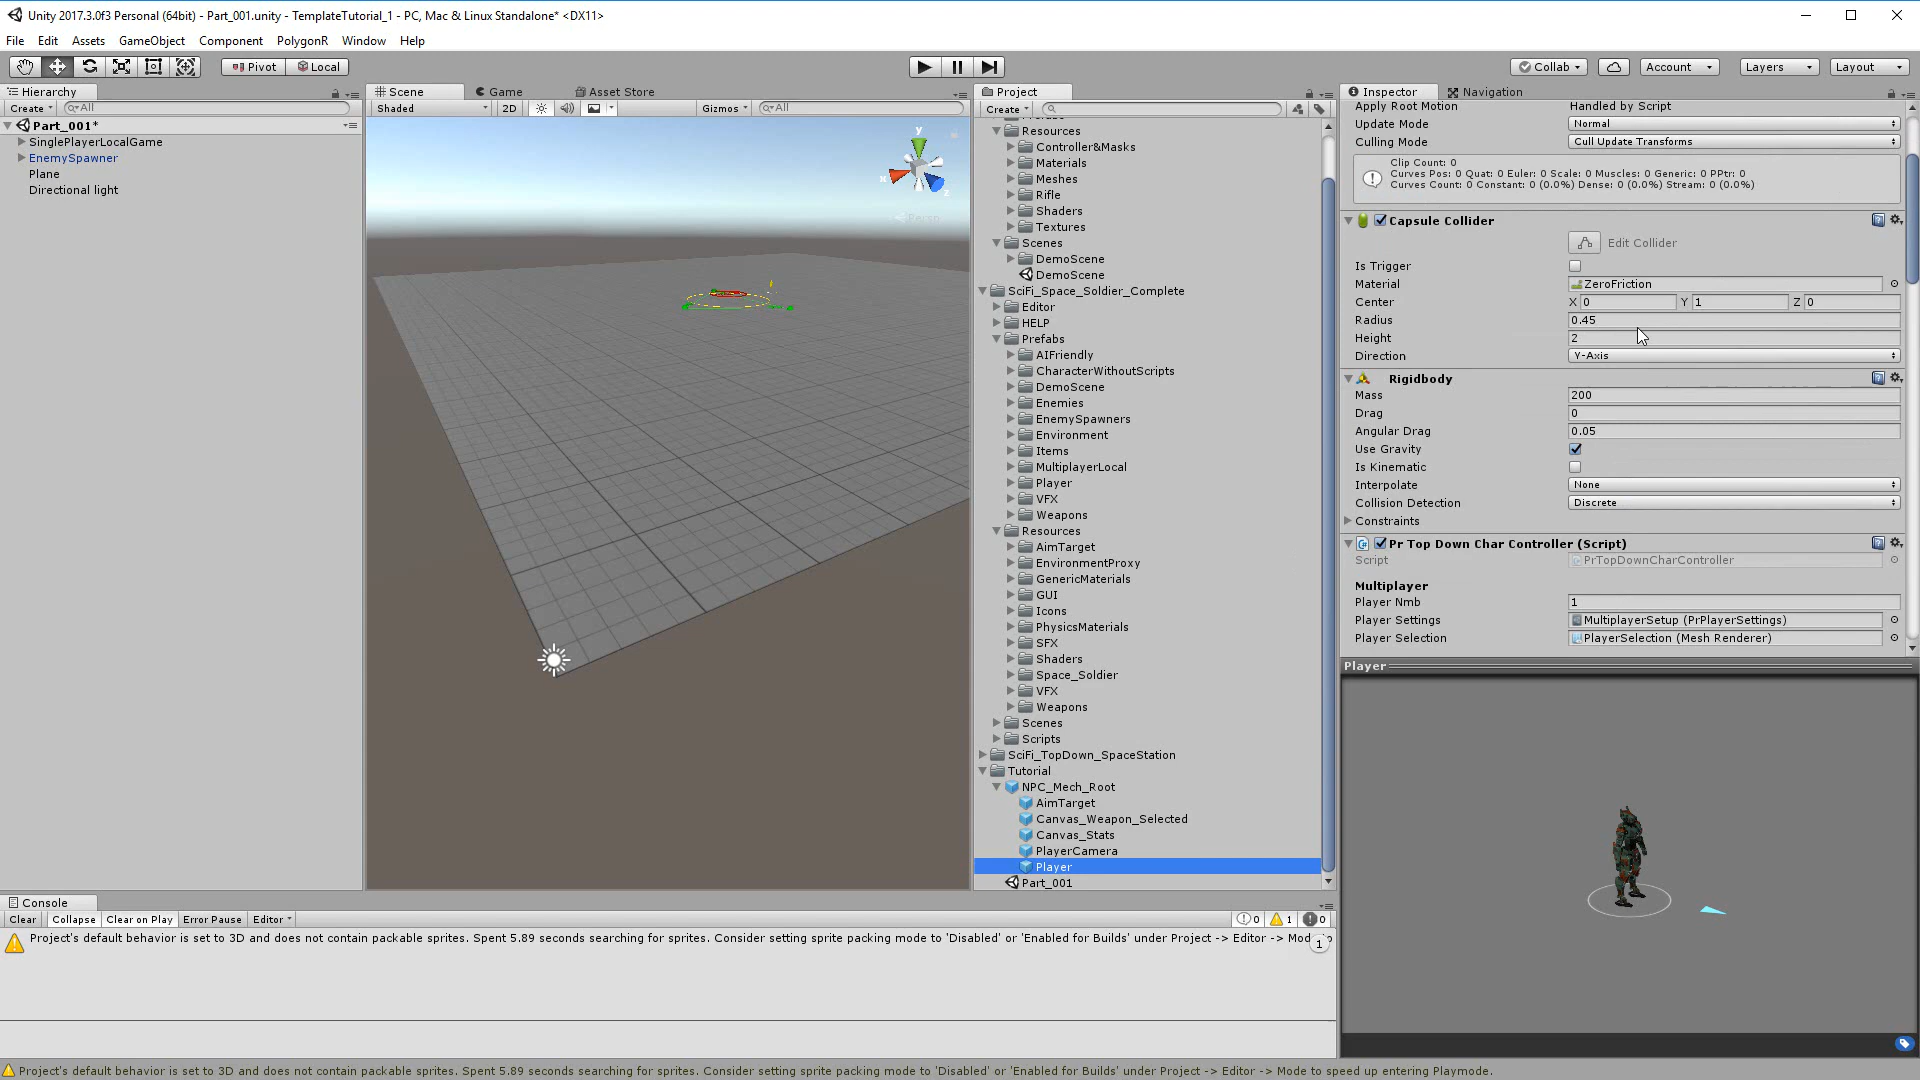 Unity 2017.3.0f3 Personal (64bit) - Part_001.unity - TemplateTutorial_1 - PC, Mac & Linux Standalone* <DX11>
File Edit Assets GameObject Component PolygonR Window Help
Pivot Local Collab Account Layers Layout
Hierarchy
Create All
Part_001*
SinglePlayerLocalGame
EnemySpawner
Plane
Directional light
Scene Game Asset Store
Shaded 2D Gizmos All
y
x
z
Persp
Project
Create
Resources
Controller&Masks
Materials
Meshes
Rifle
Shaders
Textures
Scenes
DemoScene
DemoScene
SciFi_Space_Soldier_Complete
Editor
HELP
Prefabs
AIFriendly
CharacterWithoutScripts
DemoScene
Enemies
EnemySpawners
Environment
Items
MultiplayerLocal
Player
VFX
Weapons
Resources
AimTarget
EnvironmentProxy
GenericMaterials
GUI
Icons
PhysicsMaterials
SFX
Shaders
Space_Soldier
VFX
Weapons
Scenes
Scripts
SciFi_TopDown_SpaceStation
Tutorial
NPC_Mech_Root
AimTarget
Canvas_Weapon_Selected
Canvas_Stats
PlayerCamera
Player
Part_001
Inspector Navigation
Apply Root Motion Handled by Script
Update Mode Normal
Culling Mode Cull Update Transforms
Clip Count: 0
Curves Pos: 0 Quat: 0 Euler: 0 Scale: 0 Muscles: 0 Generic: 0 PPtr: 0
Curves Count: 0 Constant: 0 (0.0%) Dense: 0 (0.0%) Stream: 0 (0.0%)
Capsule Collider
Edit Collider
Is Trigger
Material ZeroFriction
Center X 0 Y 1 Z 0
Radius 0.45
Height 2
Direction Y-Axis
Rigidbody
Mass 200
Drag 0
Angular Drag 0.05
Use Gravity
Is Kinematic
Interpolate None
Collision Detection Discrete
Constraints
Pr Top Down Char Controller (Script)
Script PrTopDownCharController
Multiplayer
Player Nmb 1
Player Settings MultiplayerSetup (PrPlayerSettings)
Player Selection PlayerSelection (Mesh Renderer)
Player
Console
Clear Collapse Clear on Play Error Pause Editor 0 1 0
Project's default behavior is set to 3D and does not contain packable sprites. Spent 5.89 seconds searching for sprites. Consider setting sprite packing mode to 'Disabled' or 'Enabled for Builds' under Project -> Editor -> Mode to
1
Project's default behavior is set to 3D and does not contain packable sprites. Spent 5.89 seconds searching for sprites. Consider setting sprite packing mode to 'Disabled' or 'Enabled for Builds' under Project -> Editor -> Mode to speed up entering Playmode.